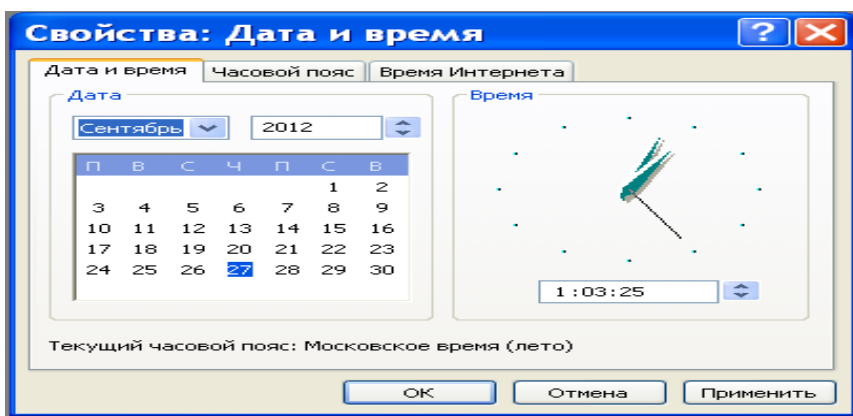 Свойства: Дата и время
Дата и время Часовой пояс Время Интернета
Дата Время
Сентябрь 2012
П В С Ч П С В
1 2
3 4 5 6 7 8 9
10 11 12 13 14 15 16
17 18 19 20 21 22 23
24 25 26 27 28 29 30
1:03:25
Текущий часовой пояс: Московское время (лето)
ОК Отмена Применить